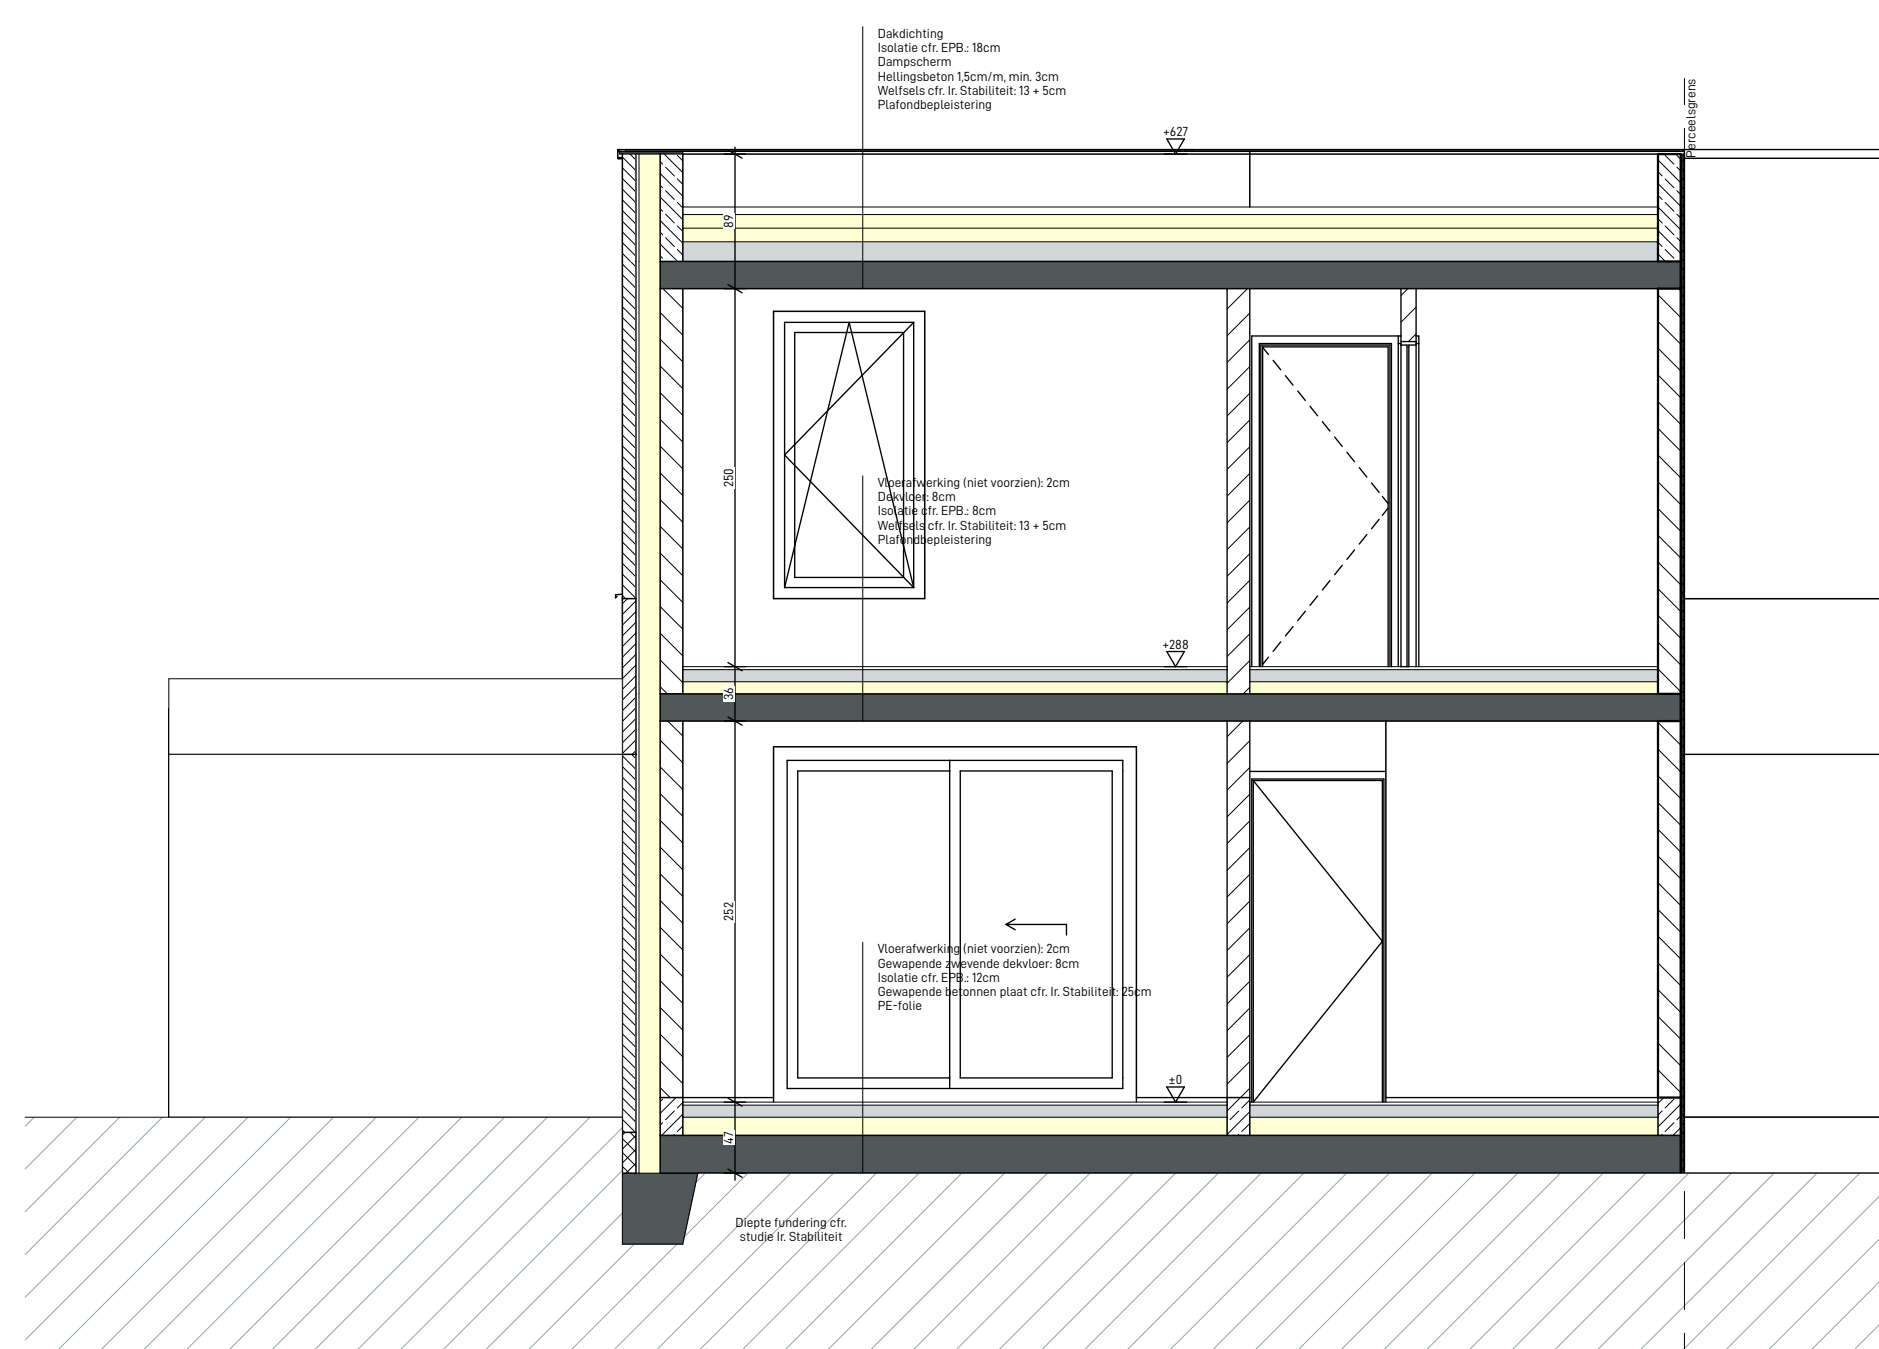 Dakdichting
Isolatie cfr. EPB.: 18cm
Dampscherm
Hellingsbeton 1,5cm/m, min. 3cm
Welfsels cfr. Ir. Stabiliteit: 13 + 5cm
Plafondbepleistering
Perceelsgrens
+627
89
250
Vloerafwerking (niet voorzien): 2cm
Dekvloer: 8cm
Isolatie cfr. EPB.: 8cm
Welfsels cfr. Ir. Stabiliteit: 13 + 5cm
Plafondbepleistering
+288
36
252
Vloerafwerking (niet voorzien): 2cm
Gewapende zwevende dekvloer: 8cm
Isolatie cfr. EPB.: 12cm
Gewapende betonnen plaat cfr. Ir. Stabiliteit: 25cm
PE-folie
±0
47
Diepte fundering cfr.
studie Ir. Stabiliteit